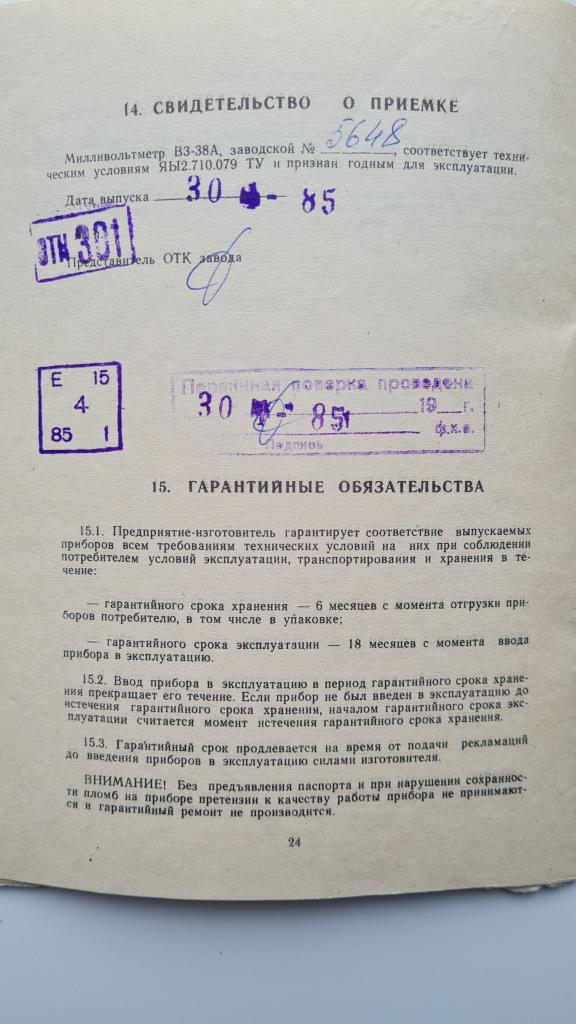 14. СВИДЕТЕЛЬСТВО О ПРИЕМКЕ
Милливольтметр В3-38А, заводской № 5648, соответствует техни-
ческим условиям ЯЫ2.710.079 ТУ и признан годным для эксплуатации.
Дата выпуска 30 - 85
ОТК 301
Представитель ОТК завода
Е 15
4
85 1
Первичная поварка проведена
30 - 85 19 г.
ф.к.в.
Подпись
15. ГАРАНТИЙНЫЕ ОБЯЗАТЕЛЬСТВА
15.1. Предприятие-изготовитель гарантирует соответствие выпускаемых
приборов всем требованиям технических условий на них при соблюдении
потребителем условий эксплуатации, транспортирования и хранения в те-
чение:
— гарантийного срока хранения — 6 месяцев с момента отгрузки при-
боров потребителю, в том числе в упаковке;
— гарантийного срока эксплуатации — 18 месяцев с момента ввода
прибора в эксплуатацию.
15.2. Ввод прибора в эксплуатацию в период гарантийного срока хране-
ния прекращает его течение. Если прибор не был введен в эксплуатацию до
истечения гарантийного срока хранения, началом гарантийного срока экс-
плуатации считается момент истечения гарантийного срока хранения.
15.3. Гарантийный срок продлевается на время от подачи рекламаций
до введения приборов в эксплуатацию силами изготовителя.
ВНИМАНИЕ! Без предъявления паспорта и при нарушении сохраннос-
ти пломб на приборе претензии к качеству работы прибора не принимают-
ся и гарантийный ремонт не производится.
24